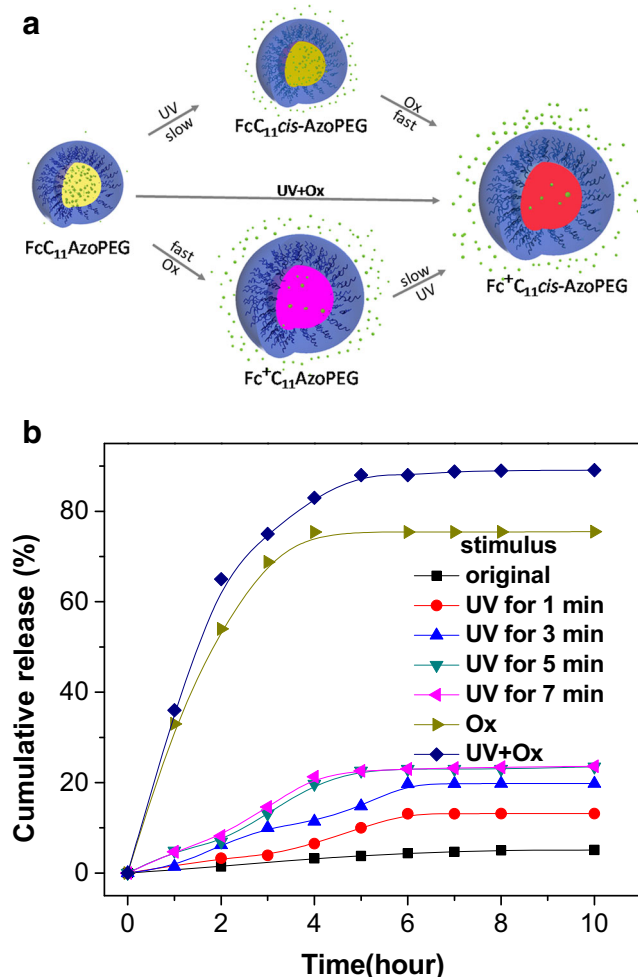 a
UV
slow
FcC₁₁cis-AzoPEG
Ox
fast
FcC₁₁AzoPEG
UV+Ox
Fc⁺C₁₁cis-AzoPEG
fast
Ox
Fc⁺C₁₁AzoPEG
slow
UV
b
Cumulative release (%)
80
60
40
20
0
stimulus
original
UV for 1 min
UV for 3 min
UV for 5 min
UV for 7 min
Ox
UV+Ox
0 2 4 6 8 10
Time(hour)